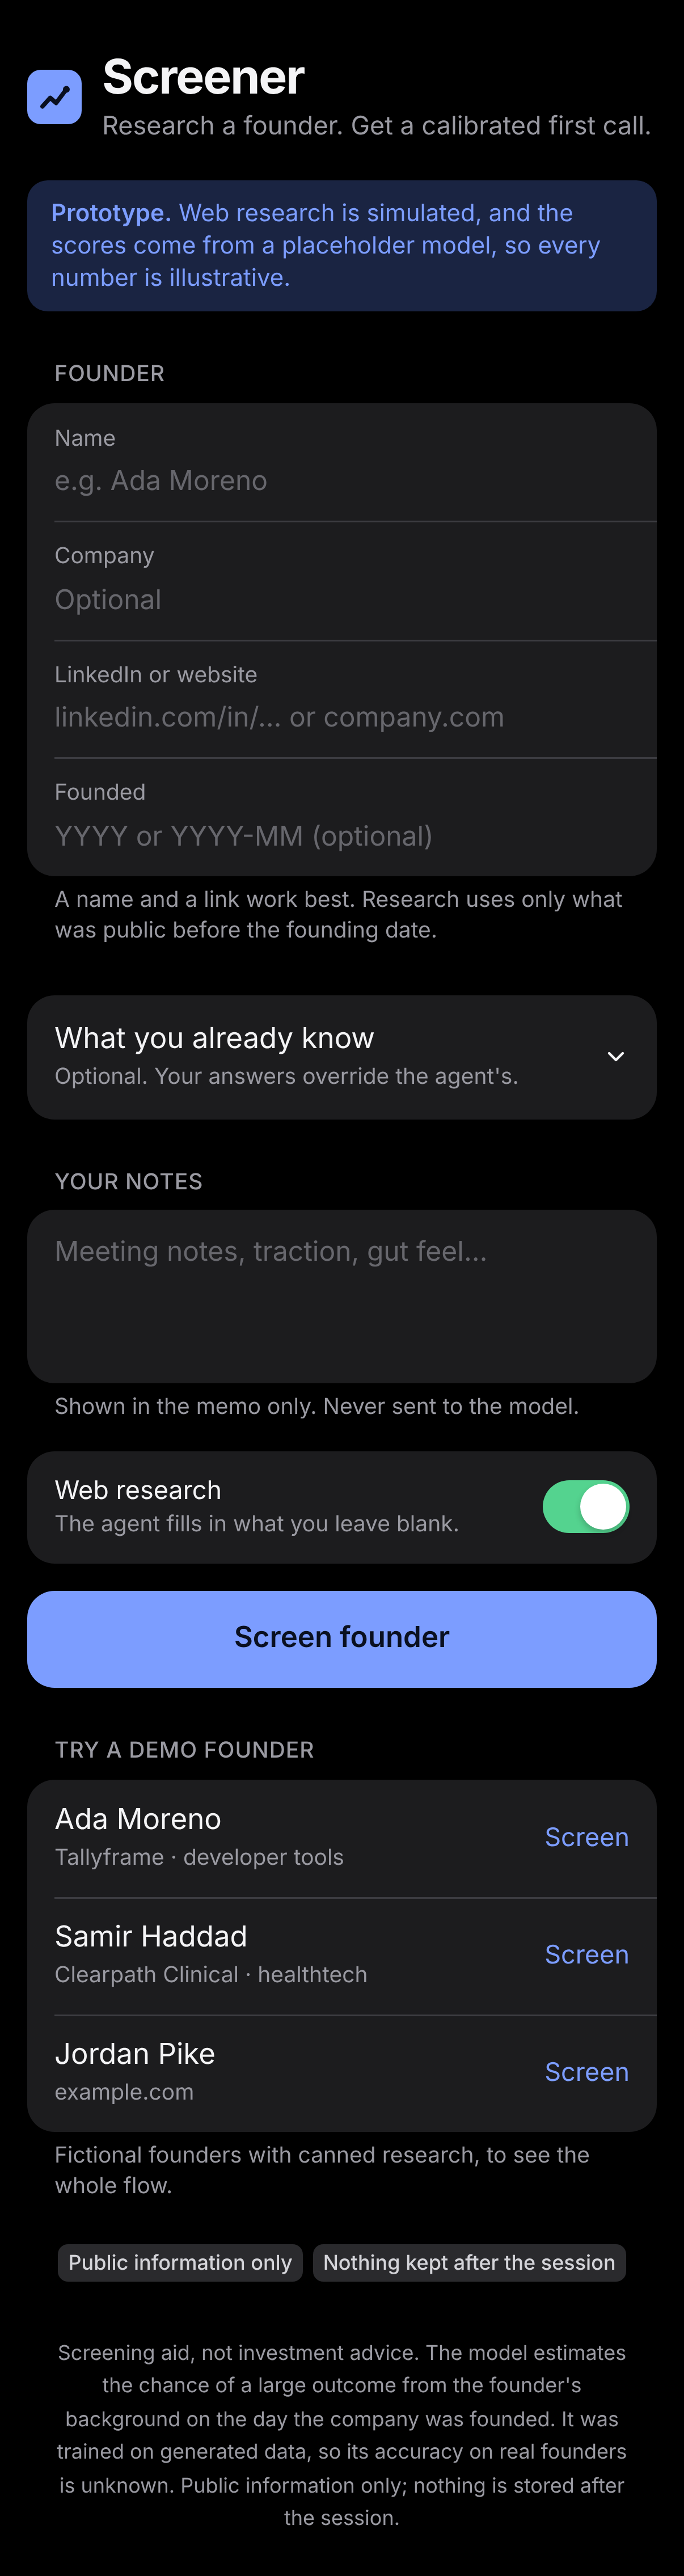 Screener
Research a founder. Get a calibrated first call.
Prototype. Web research is simulated, and the
scores come from a placeholder model, so every
number is illustrative.
FOUNDER
Name
e.g. Ada Moreno
Company
Optional
LinkedIn or website
linkedin.com/in/... or company.com
Founded
YYYY or YYYY-MM (optional)
A name and a link work best. Research uses only what
was public before the founding date.
What you already know
Optional. Your answers override the agent's.
YOUR NOTES
Meeting notes, traction, gut feel...
Shown in the memo only. Never sent to the model.
Web research
The agent fills in what you leave blank.
Screen founder
TRY A DEMO FOUNDER
Ada Moreno
Tallyframe · developer tools
Screen
Samir Haddad
Clearpath Clinical · healthtech
Screen
Jordan Pike
example.com
Screen
Fictional founders with canned research, to see the
whole flow.
Public information only
Nothing kept after the session
Screening aid, not investment advice. The model estimates
the chance of a large outcome from the founder's
background on the day the company was founded. It was
trained on generated data, so its accuracy on real founders
is unknown. Public information only; nothing is stored after
the session.